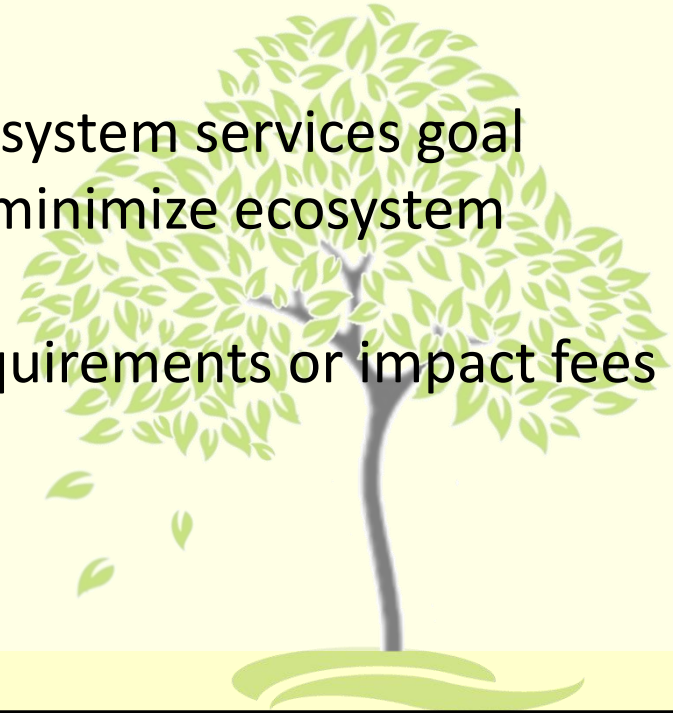 system services goal
minimize ecosystem
quirements or impact fees